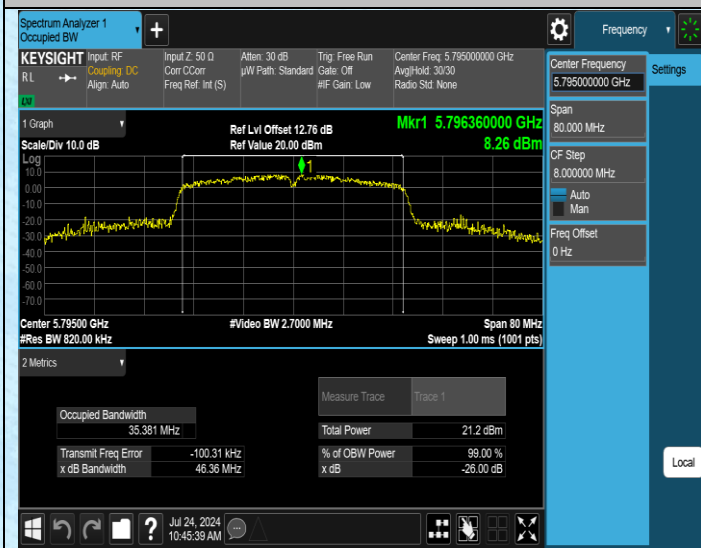 Spectrum Analyzer 1
Occupied BW
Frequency
KEYSIGHT
RL
LXI
Input: RF
Coupling: DC
Align: Auto
Input Z: 50 Ω
Corr CCorr
Freq Ref: Int (S)
Atten: 30 dB
µW Path: Standard
Trig: Free Run
Gate: Off
#IF Gain: Low
Center Freq: 5.795000000 GHz
Avg|Hold: 30/30
Radio Std: None
Center Frequency
5.795000000 GHz
Settings
Span
80.000 MHz
CF Step
8.000000 MHz
Auto
Man
Freq Offset
0 Hz
Local
1 Graph
Scale/Div 10.0 dB
Ref Lvl Offset 12.76 dB
Ref Value 20.00 dBm
Mkr1 5.796360000 GHz
8.26 dBm
Log
1
10.0
0.00
-10.0
-20.0
-30.0
-40.0
-50.0
-60.0
-70.0
Center 5.79500 GHz
#Video BW 2.7000 MHz
Span 80 MHz
#Res BW 820.00 kHz
Sweep 1.00 ms (1001 pts)
2 Metrics
Measure Trace
Trace 1
Occupied Bandwidth
35.381 MHz
Total Power
21.2 dBm
Transmit Freq Error
-100.31 kHz
% of OBW Power
99.00 %
x dB Bandwidth
46.36 MHz
x dB
-26.00 dB
?
Jul 24, 2024
10:45:39 AM